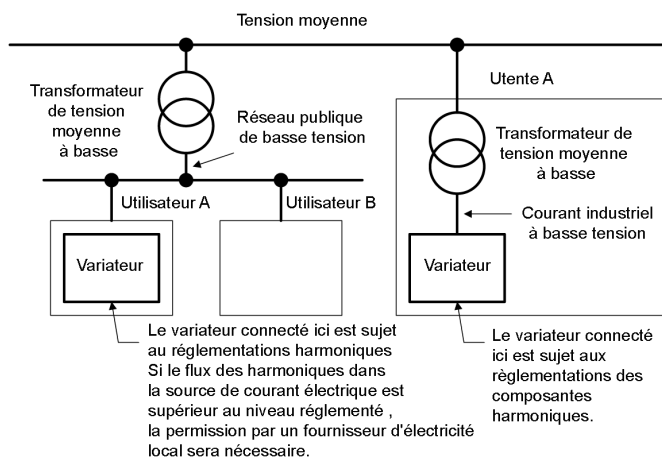 Tension moyenne
Transformateur
de tension
moyenne
à basse
Réseau publique
de basse tension
Utilisateur A
Utilisateur B
Variateur
Le variateur connecté ici est sujet
au réglementations harmoniques
Si le flux des harmoniques dans
la source de courant électrique est
supérieur au niveau réglementé ,
la permission par un fournisseur d'électricité
local sera nécessaire.
Utente A
Transformateur de
tension moyenne
à basse
Courant industriel
à basse tension
Variateur
Le variateur connecté
ici est sujet aux
règlementations des
composantes
harmoniques.